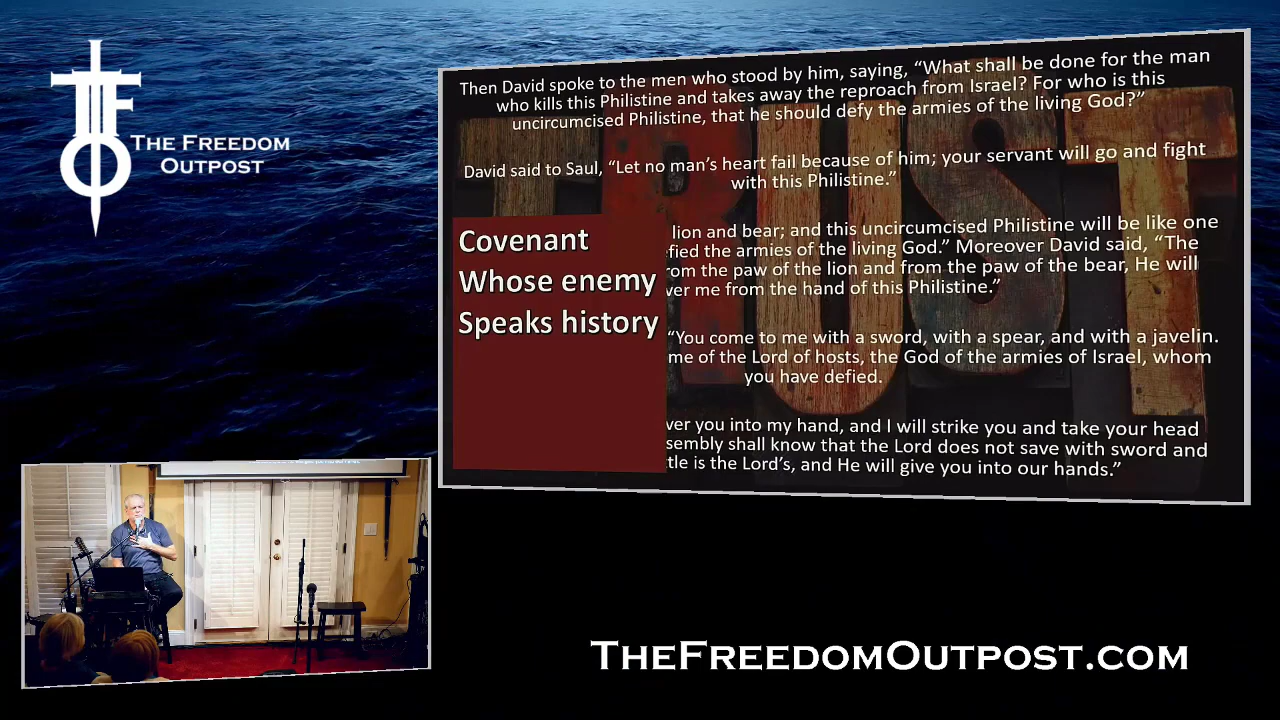 THE FREEDOM
OUTPOST
Then David spoke to the men who stood by him, saying, “What shall be done for the man
who kills this Philistine and takes away the reproach from Israel? For who is this
uncircumcised Philistine, that he should defy the armies of the living God?”
David said to Saul, “Let no man’s heart fail because of him; your servant will go and fight
with this Philistine.”
lion and bear; and this uncircumcised Philistine will be like one
fied the armies of the living God.” Moreover David said, “The
rom the paw of the lion and from the paw of the bear, He will
ver me from the hand of this Philistine.”
“You come to me with a sword, with a spear, and with a javelin.
me of the Lord of hosts, the God of the armies of Israel, whom
you have defied.
ver you into my hand, and I will strike you and take your head
sembly shall know that the Lord does not save with sword and
tle is the Lord’s, and He will give you into our hands.”
Covenant
Whose enemy
Speaks history
TRUST
THEFREEDOMOUTPOST.COM